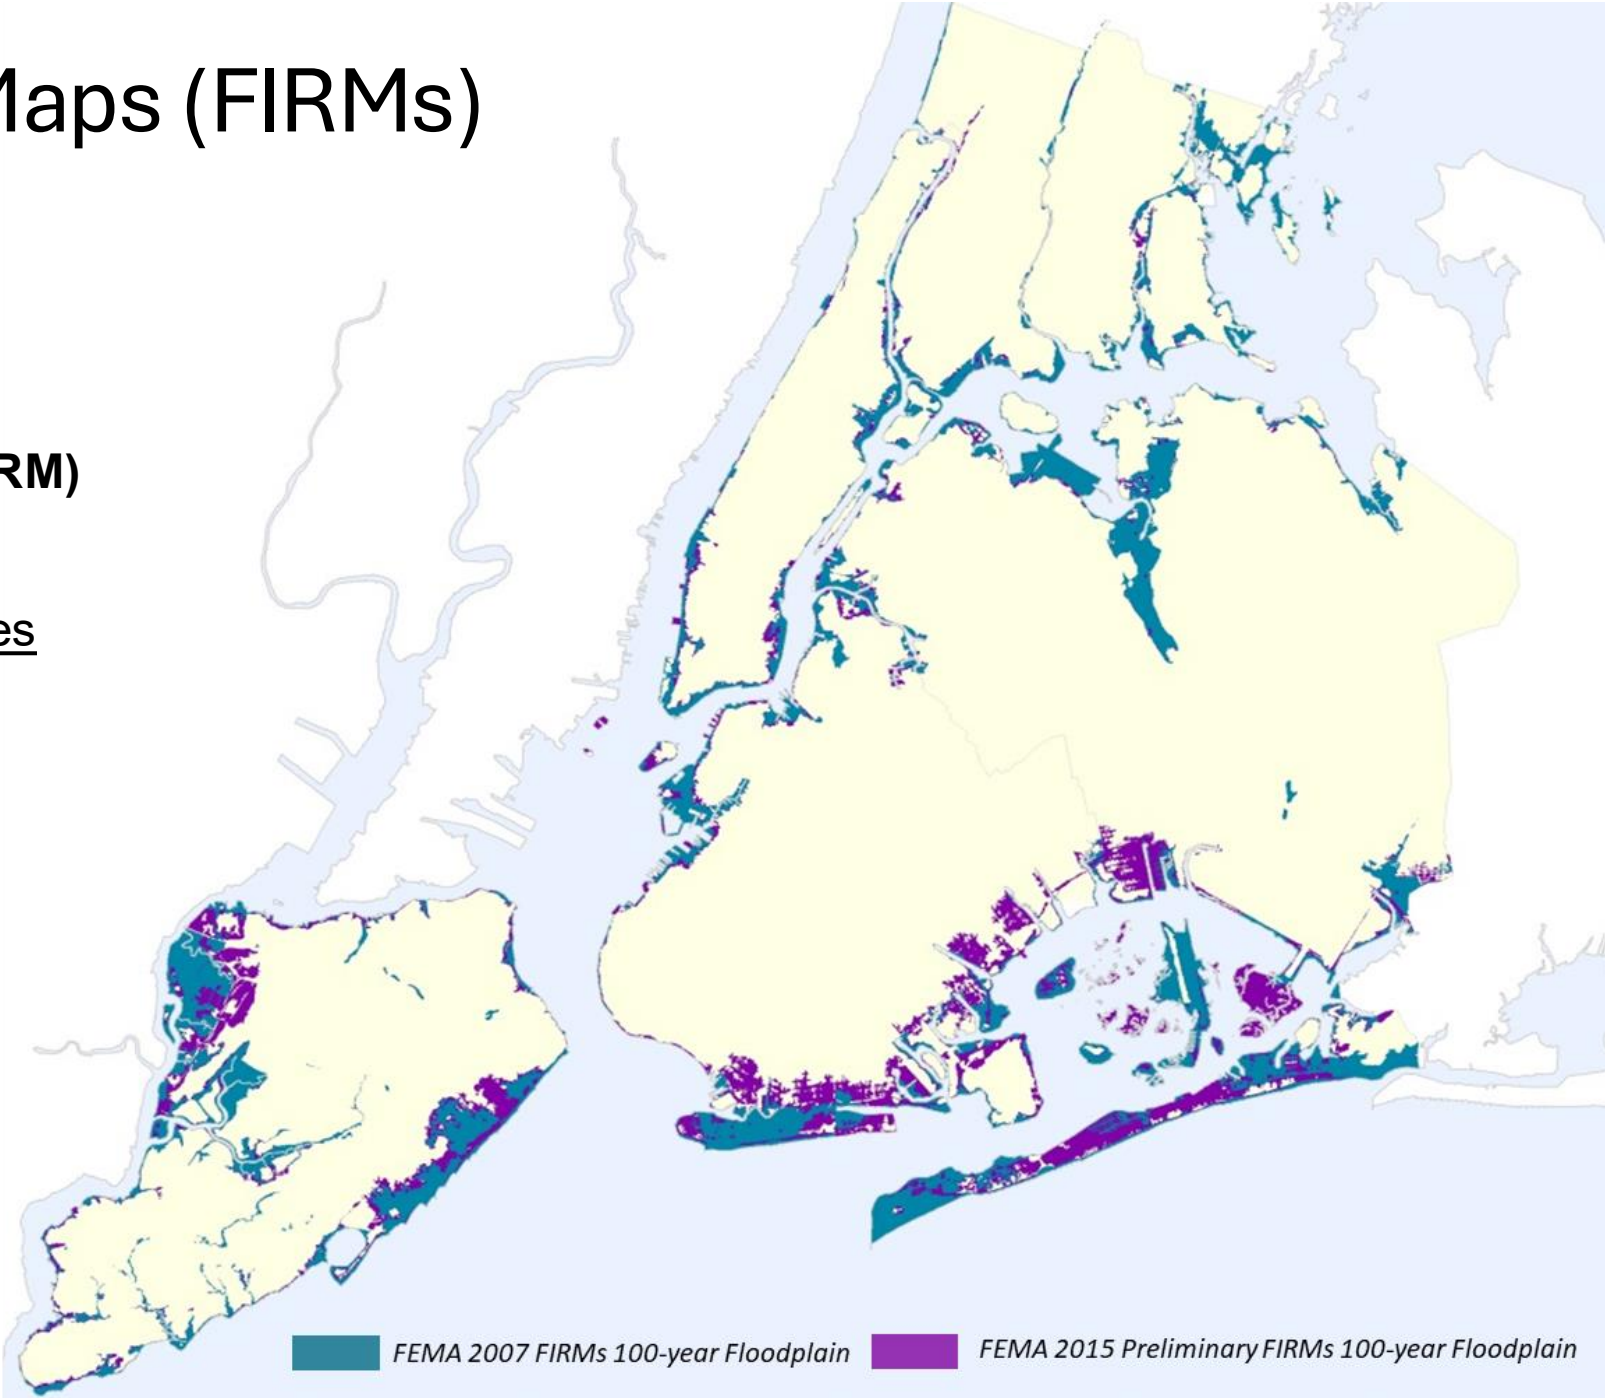 Maps (FIRMs)
RM)
es
FEMA 2007 FIRMs 100-year Floodplain
FEMA 2015 Preliminary FIRMs 100-year Floodplain